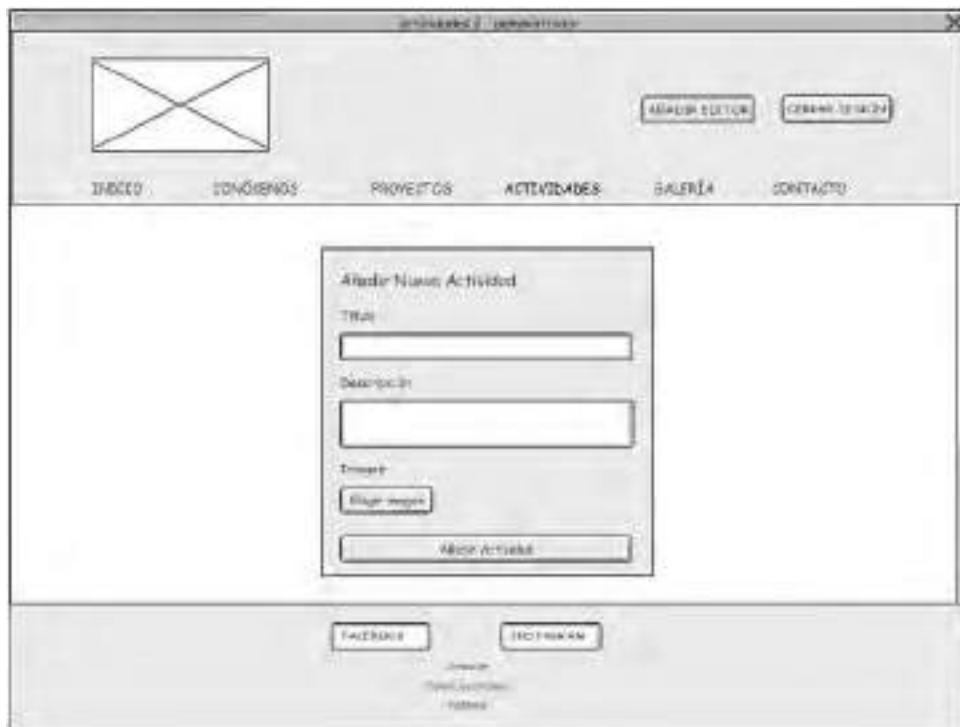 AÑADIR EDITOR
CERRAR SESIÓN
INICIO CONÓCENOS PROYECTOS ACTIVIDADES GALERÍA CONTACTO
Añadir Nueva Actividad
Título
Descripción
Imagen
Elegir imagen
Añadir Actividad
FACEBOOK
INSTAGRAM